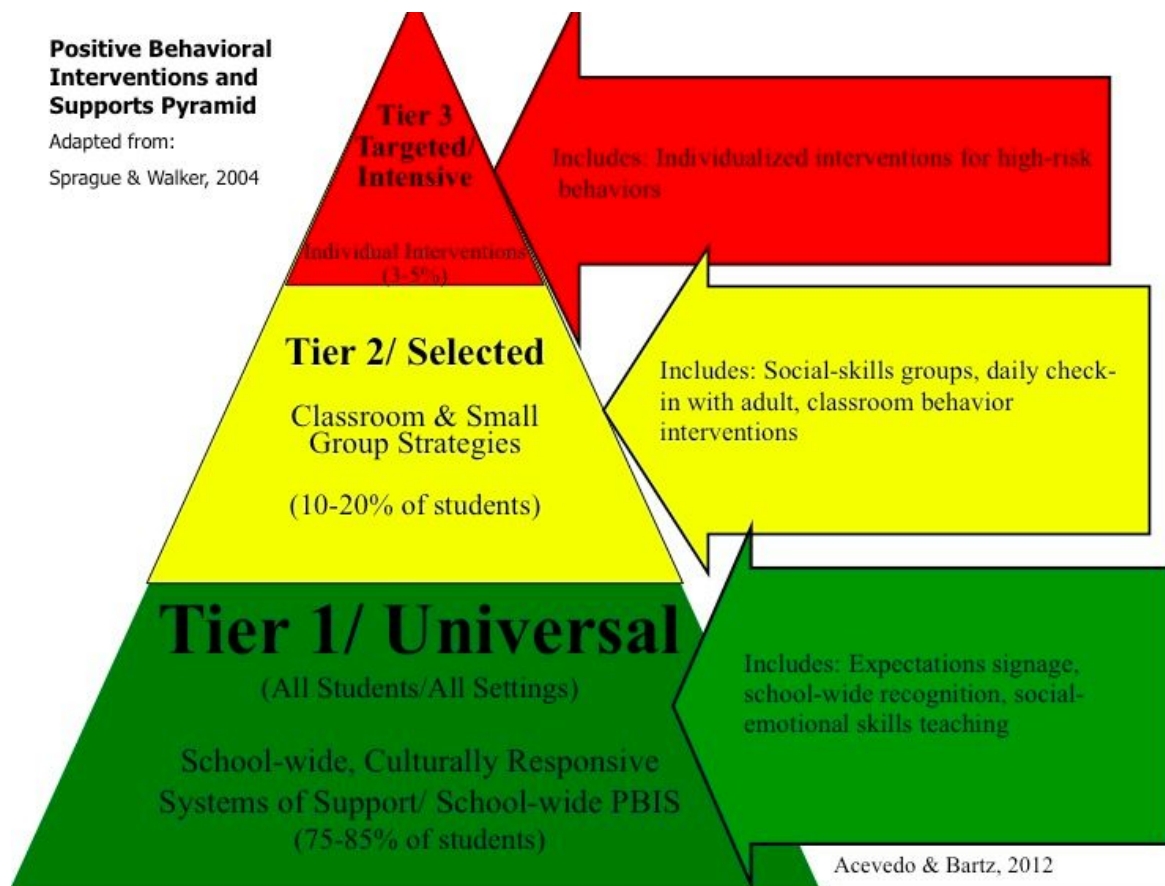 Positive Behavioral
Interventions and
Supports Pyramid
Adapted from:
Sprague & Walker, 2004
Tier 3
Targeted/
Intensive
Individual Interventions
(3-5%)
Includes: Individualized interventions for high-risk
behaviors
Tier 2/ Selected
Classroom & Small
Group Strategies
(10-20% of students)
Includes: Social-skills groups, daily check-
in with adult, classroom behavior
interventions
Tier 1/ Universal
(All Students/All Settings)
School-wide, Culturally Responsive
Systems of Support/ School-wide PBIS
(75-85% of students)
Includes: Expectations signage,
school-wide recognition, social-
emotional skills teaching
Acevedo & Bartz, 2012